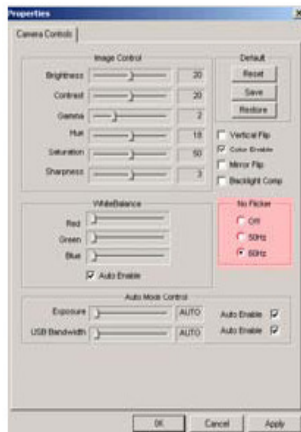 Properties
Camera Controls
Image Control
Brightness 20
Contrast 20
Gamma 2
Hue 18
Saturation 50
Sharpness 3
Default
Reset
Save
Restore
Vertical Flip
Color Enable
Mirror Flip
Backlight Comp
WhiteBalance
Red
Green
Blue
Auto Enable
No Flicker
Off
50Hz
60Hz
Auto Mode Control
Exposure AUTO Auto Enable
USB Bandwidth AUTO Auto Enable
OK Cancel Apply